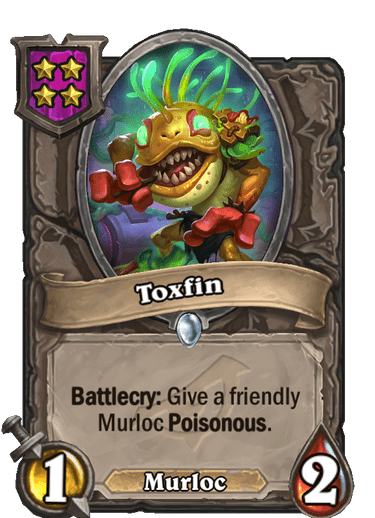 Toxfin
Battlecry: Give a friendly
Murloc Poisonous.
1
Murloc
2